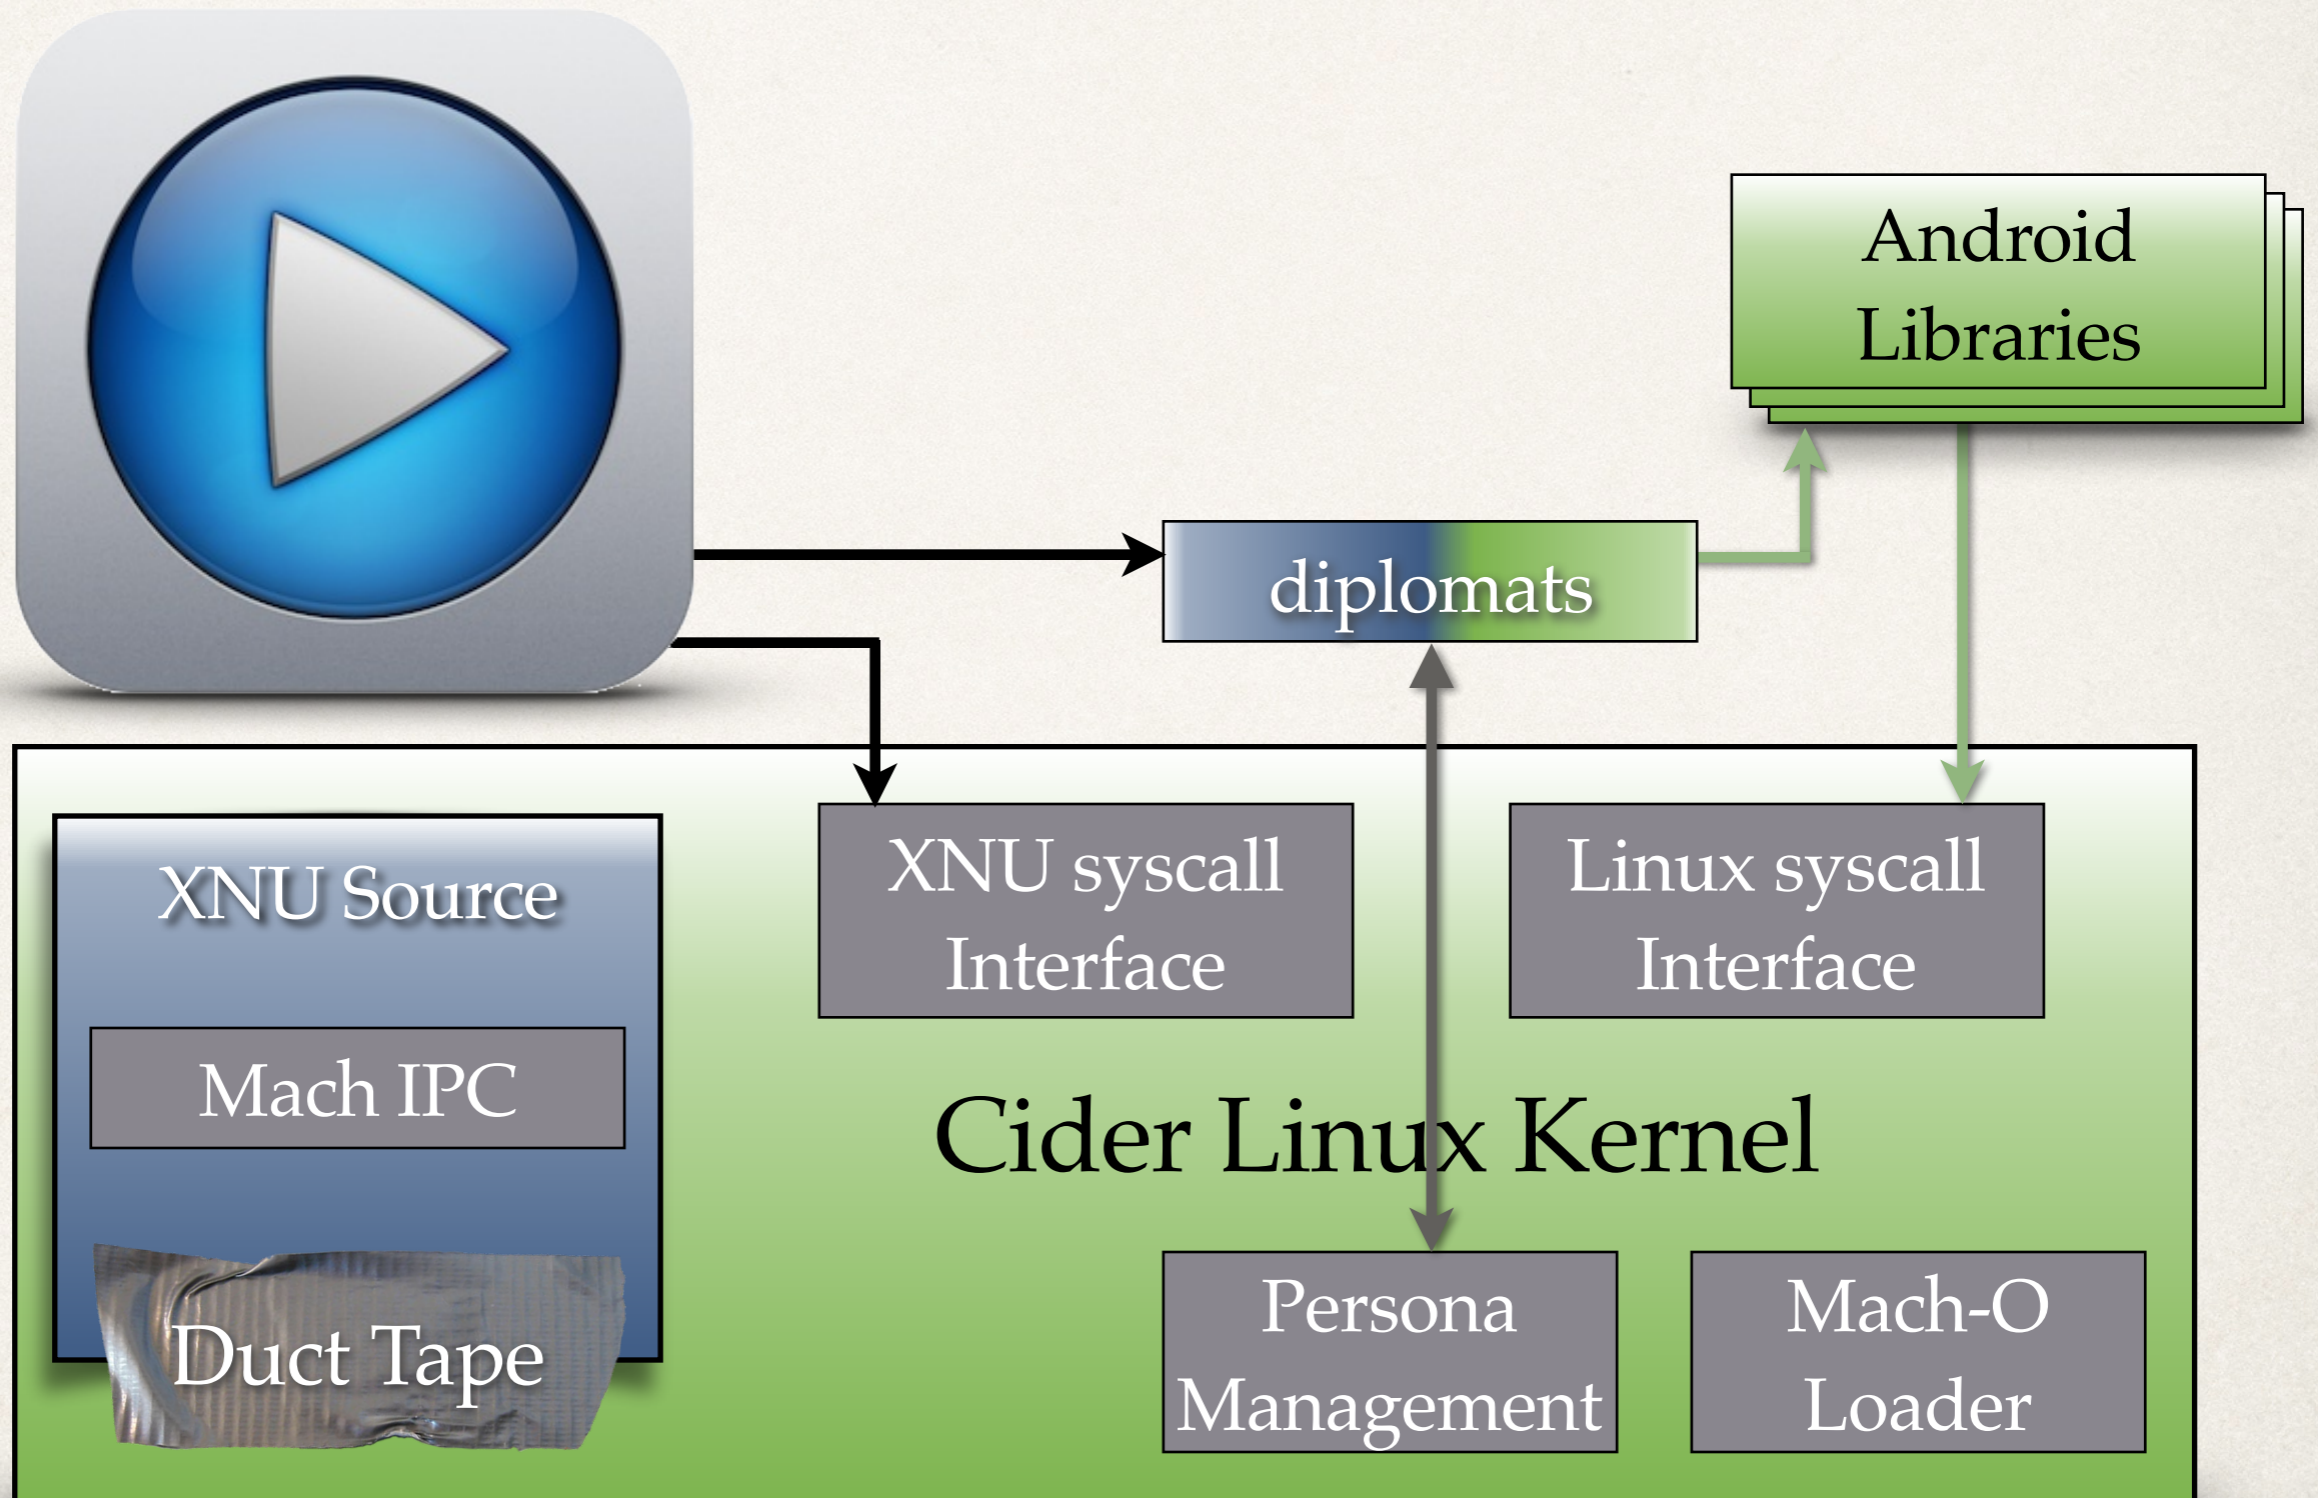 Android
Libraries
diplomats
XNU Source
XNU syscall
Interface
Linux syscall
Interface
Mach IPC
Cider Linux Kernel
Duct Tape
Persona
Management
Mach-O
Loader